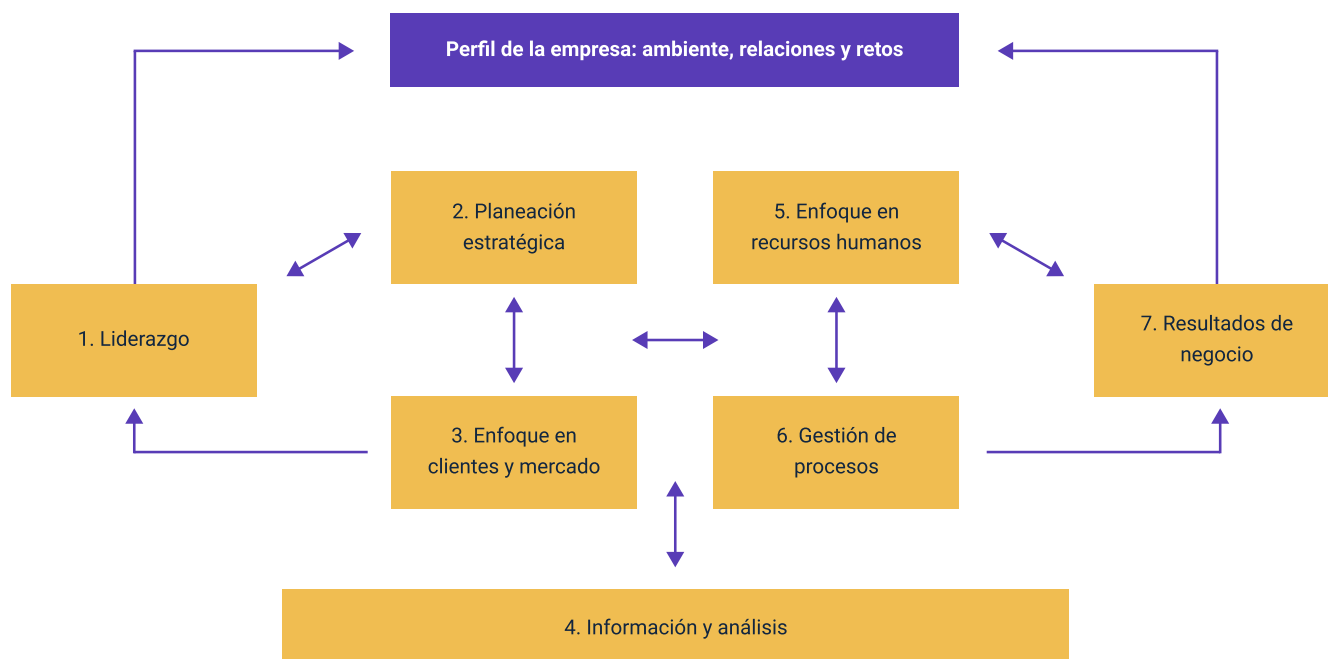 Perfil de la empresa: ambiente, relaciones y retos
2. Planeación
estratégica
5. Enfoque en
recursos humanos
1. Liderazgo
7. Resultados de
negocio
3. Enfoque en
clientes y mercado
6. Gestión de
procesos
4. Información y análisis